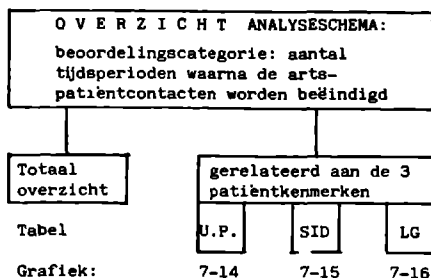 O V E R Z I C H T ANALYSESCHEMA:
beoordelingscategorie: aantal
tijdsperioden waarna de arts-
patiëntcontacten worden beëindigd
Totaal
overzicht
gerelateerd aan de 3
patiëntkenmerken
Tabel U.P. SID LG
Grafiek: 7-14 7-15 7-16